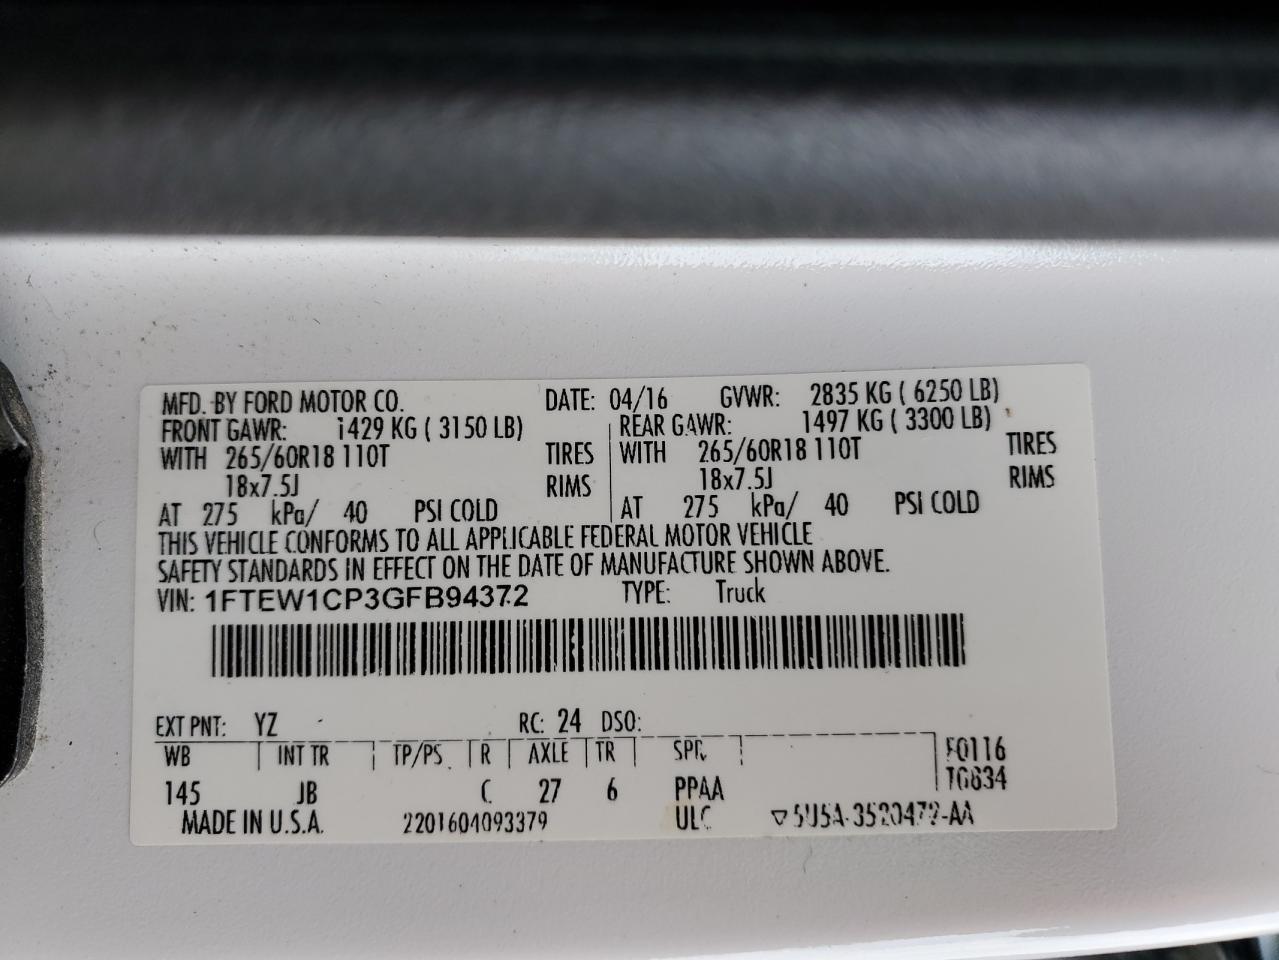 MFD. BY FORD MOTOR CO. DATE: 04/16 GVWR: 2835 KG ( 6250 LB)
FRONT GAWR: 1429 KG ( 3150 LB) REAR GAWR: 1497 KG ( 3300 LB)
WITH 265/60R18 110T TIRES WITH 265/60R18 110T TIRES
18x7.5J RIMS 18x7.5J RIMS
AT 275 kPa/ 40 PSI COLD AT 275 kPa/ 40 PSI COLD
THIS VEHICLE CONFORMS TO ALL APPLICABLE FEDERAL MOTOR VEHICLE
SAFETY STANDARDS IN EFFECT ON THE DATE OF MANUFACTURE SHOWN ABOVE.
VIN: 1FTEW1CP3GFB94372 TYPE: Truck
EXT PNT: YZ RC: 24 DSO:
WB INT TR TP/PS R AXLE TR SPR F0116
145 JB C 27 6 PPAA
MADE IN U.S.A. 2201604093379 ULC